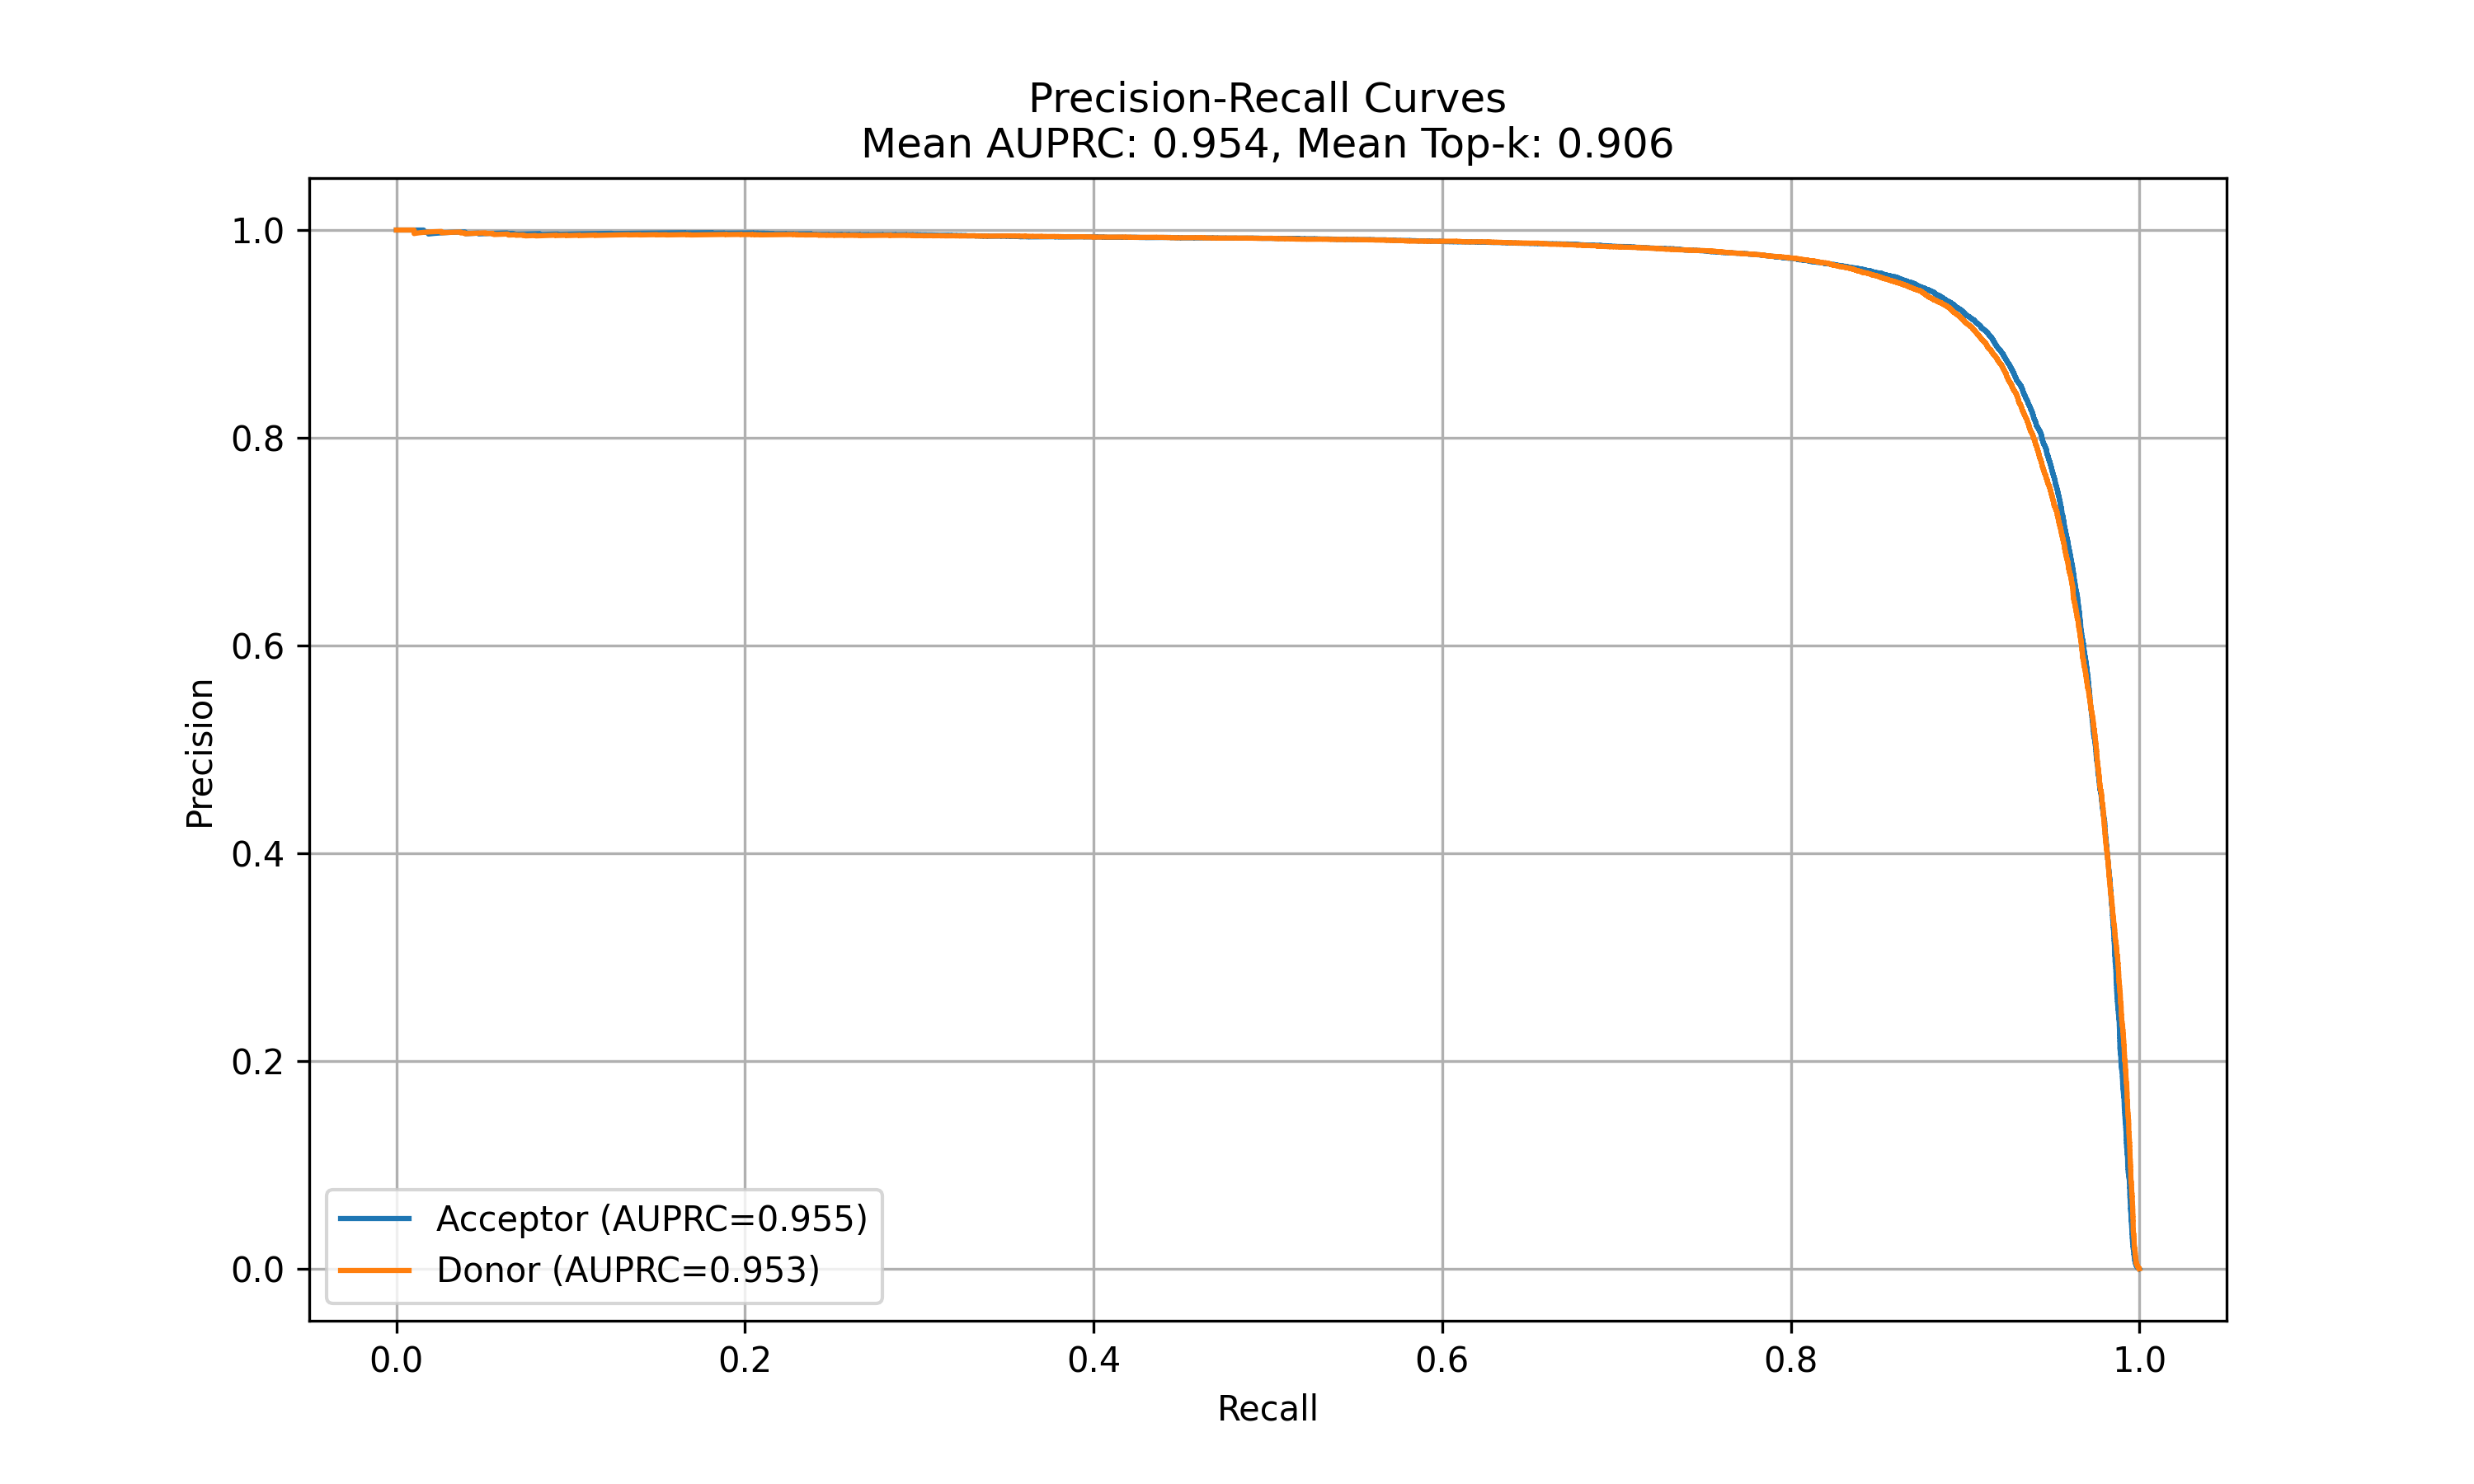 Precision-Recall Curves
Mean AUPRC: 0.954, Mean Top-k: 0.906
1.0
0.8
0.6
0.4
0.2
0.0
Precision
Acceptor (AUPRC=0.955)
Donor (AUPRC=0.953)
0.0 0.2 0.4 0.6 0.8 1.0
Recall